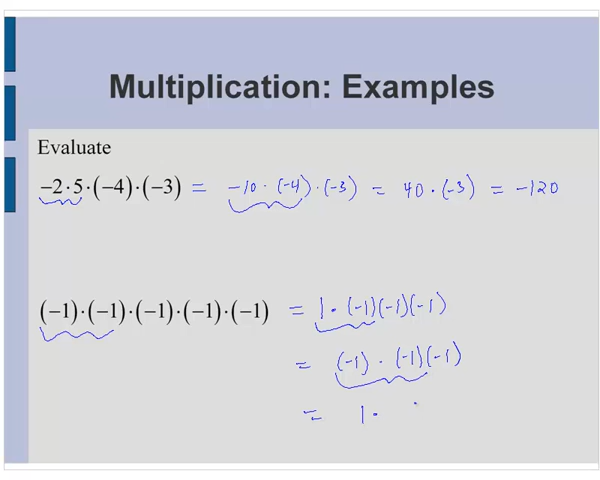 Multiplication: Examples
Evaluate
−2·5·(−4)·(−3) = −10·(−4)·(−3) = 40·(−3) = −120
(−1)·(−1)·(−1)·(−1)·(−1) = 1·(−1)(−1)(−1)
= (−1)·(−1)(−1)
= 1·